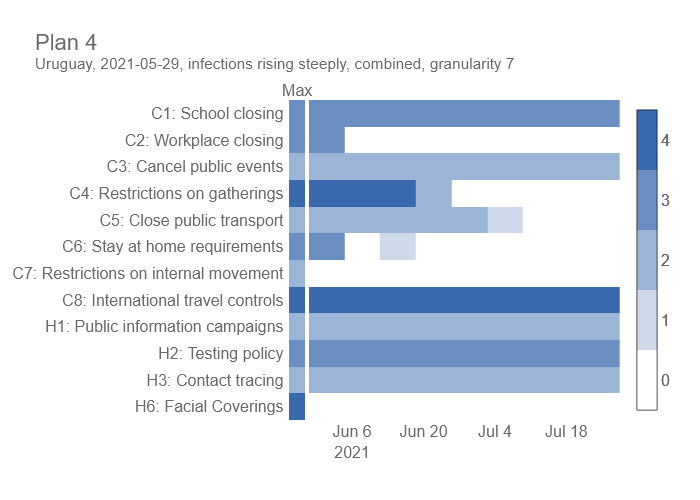 Plan 4
Uruguay, 2021-05-29, infections rising steeply, combined, granularity 7
Max
C1: School closing
C2: Workplace closing
C3: Cancel public events
C4: Restrictions on gatherings
C5: Close public transport
C6: Stay at home requirements
C7: Restrictions on internal movement
C8: International travel controls
H1: Public information campaigns
H2: Testing policy
H3: Contact tracing
H6: Facial Coverings
Jun 6 Jun 20 Jul 4 Jul 18
2021
4
3
2
1
0